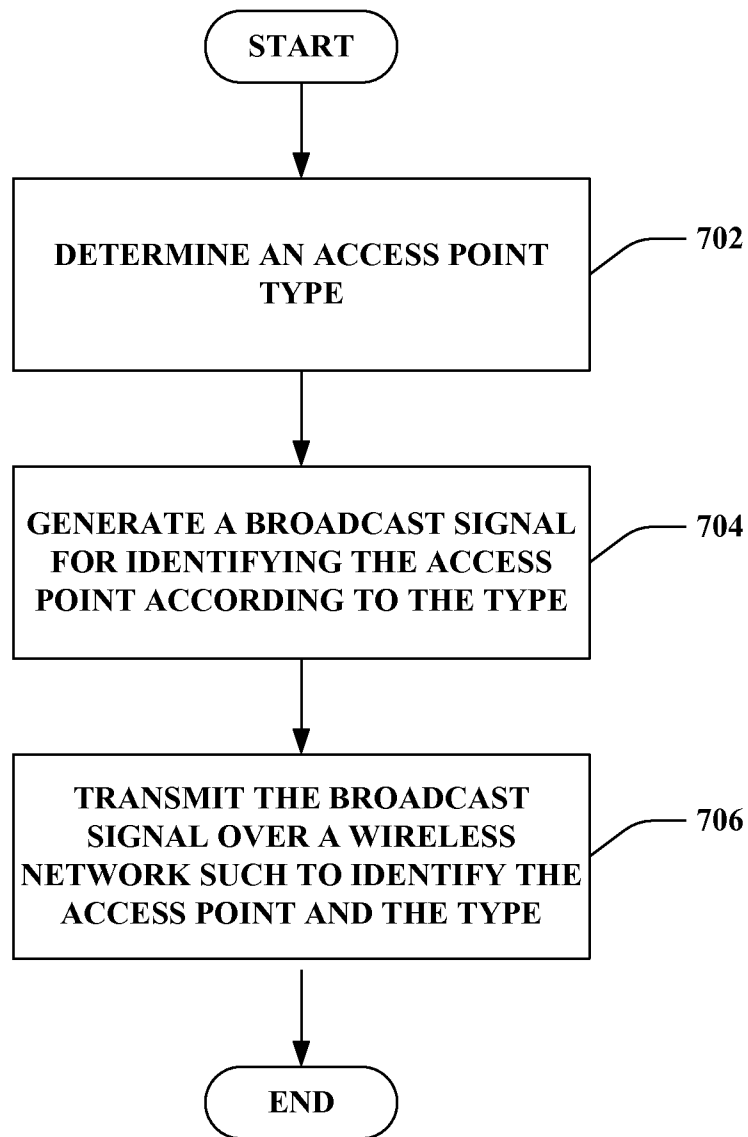 START
DETERMINE AN ACCESS POINT
TYPE
702
GENERATE A BROADCAST SIGNAL
FOR IDENTIFYING THE ACCESS
POINT ACCORDING TO THE TYPE
704
TRANSMIT THE BROADCAST
SIGNAL OVER A WIRELESS
NETWORK SUCH TO IDENTIFY THE
ACCESS POINT AND THE TYPE
706
END